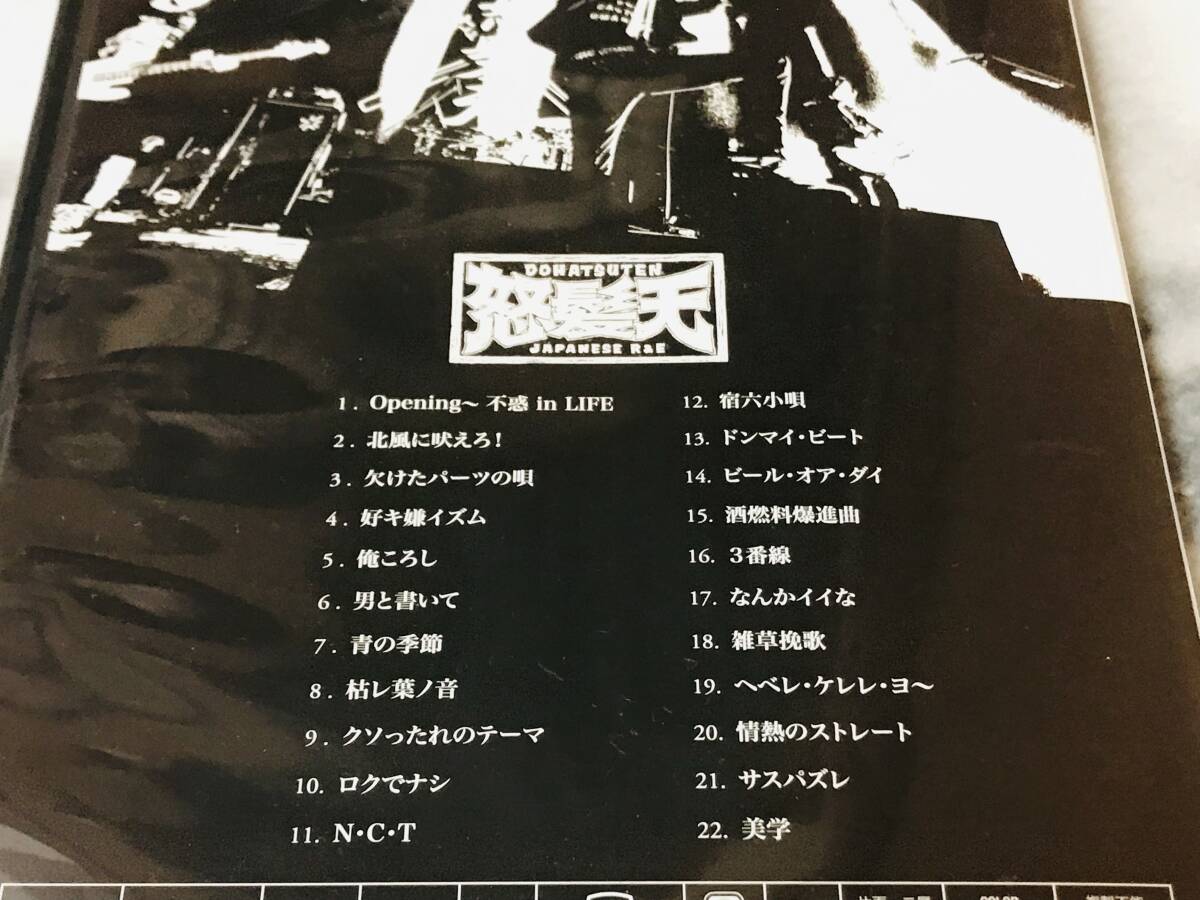 DOHATSUTEN
怒髪天
JAPANESE R&E
1. Opening～ 不惑 in LIFE
2. 北風に吠えろ！
3. 欠けたパーツの唄
4. 好キ嫌イズム
5. 俺ころし
6. 男と書いて
7. 青の季節
8. 枯レ葉ノ音
9. クソったれのテーマ
10. ロクでナシ
11. N・C・T
12. 宿六小唄
13. ドンマイ・ビート
14. ビール・オア・ダイ
15. 酒燃料爆進曲
16. 3番線
17. なんかイイな
18. 雑草挽歌
19. ヘベレ・ケレレ・ヨ～
20. 情熱のストレート
21. サスパズレ
22. 美学